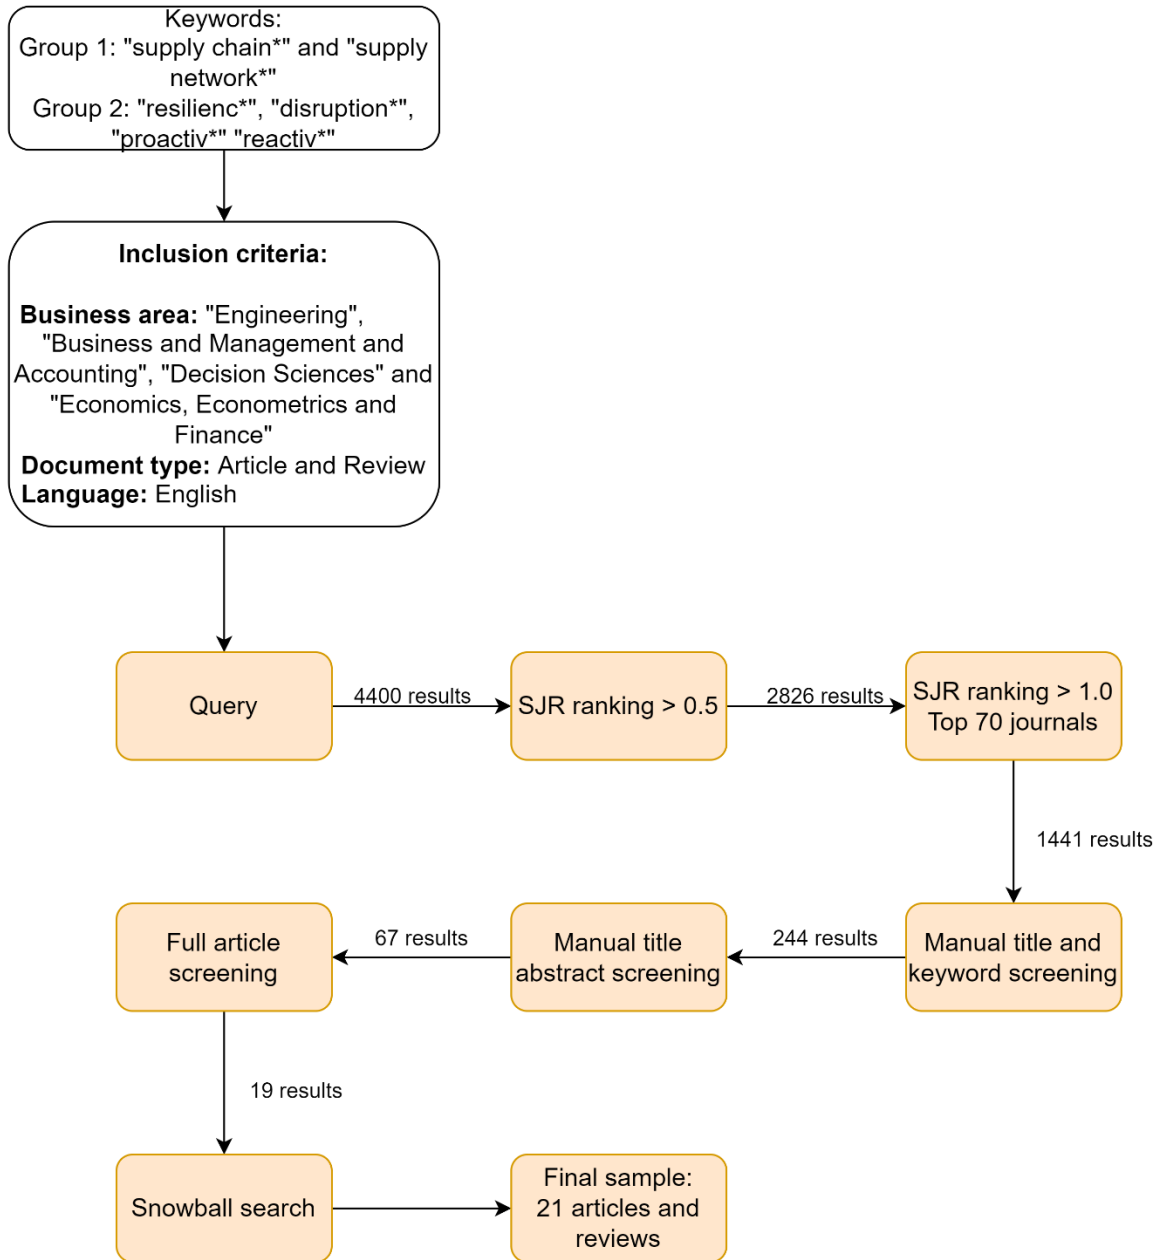 Keywords:
Group 1: "supply chain*" and "supply
network*"
Group 2: "resilienc*", "disruption*",
"proactiv*" "reactiv*"
Inclusion criteria:
Business area: "Engineering",
"Business and Management and
Accounting", "Decision Sciences" and
"Economics, Econometrics and
Finance"
Document type: Article and Review
Language: English
Query
4400 results
SJR ranking > 0.5
2826 results
SJR ranking > 1.0
Top 70 journals
1441 results
Manual title and
keyword screening
244 results
Manual title
abstract screening
67 results
Full article
screening
19 results
Snowball search
Final sample:
21 articles and
reviews